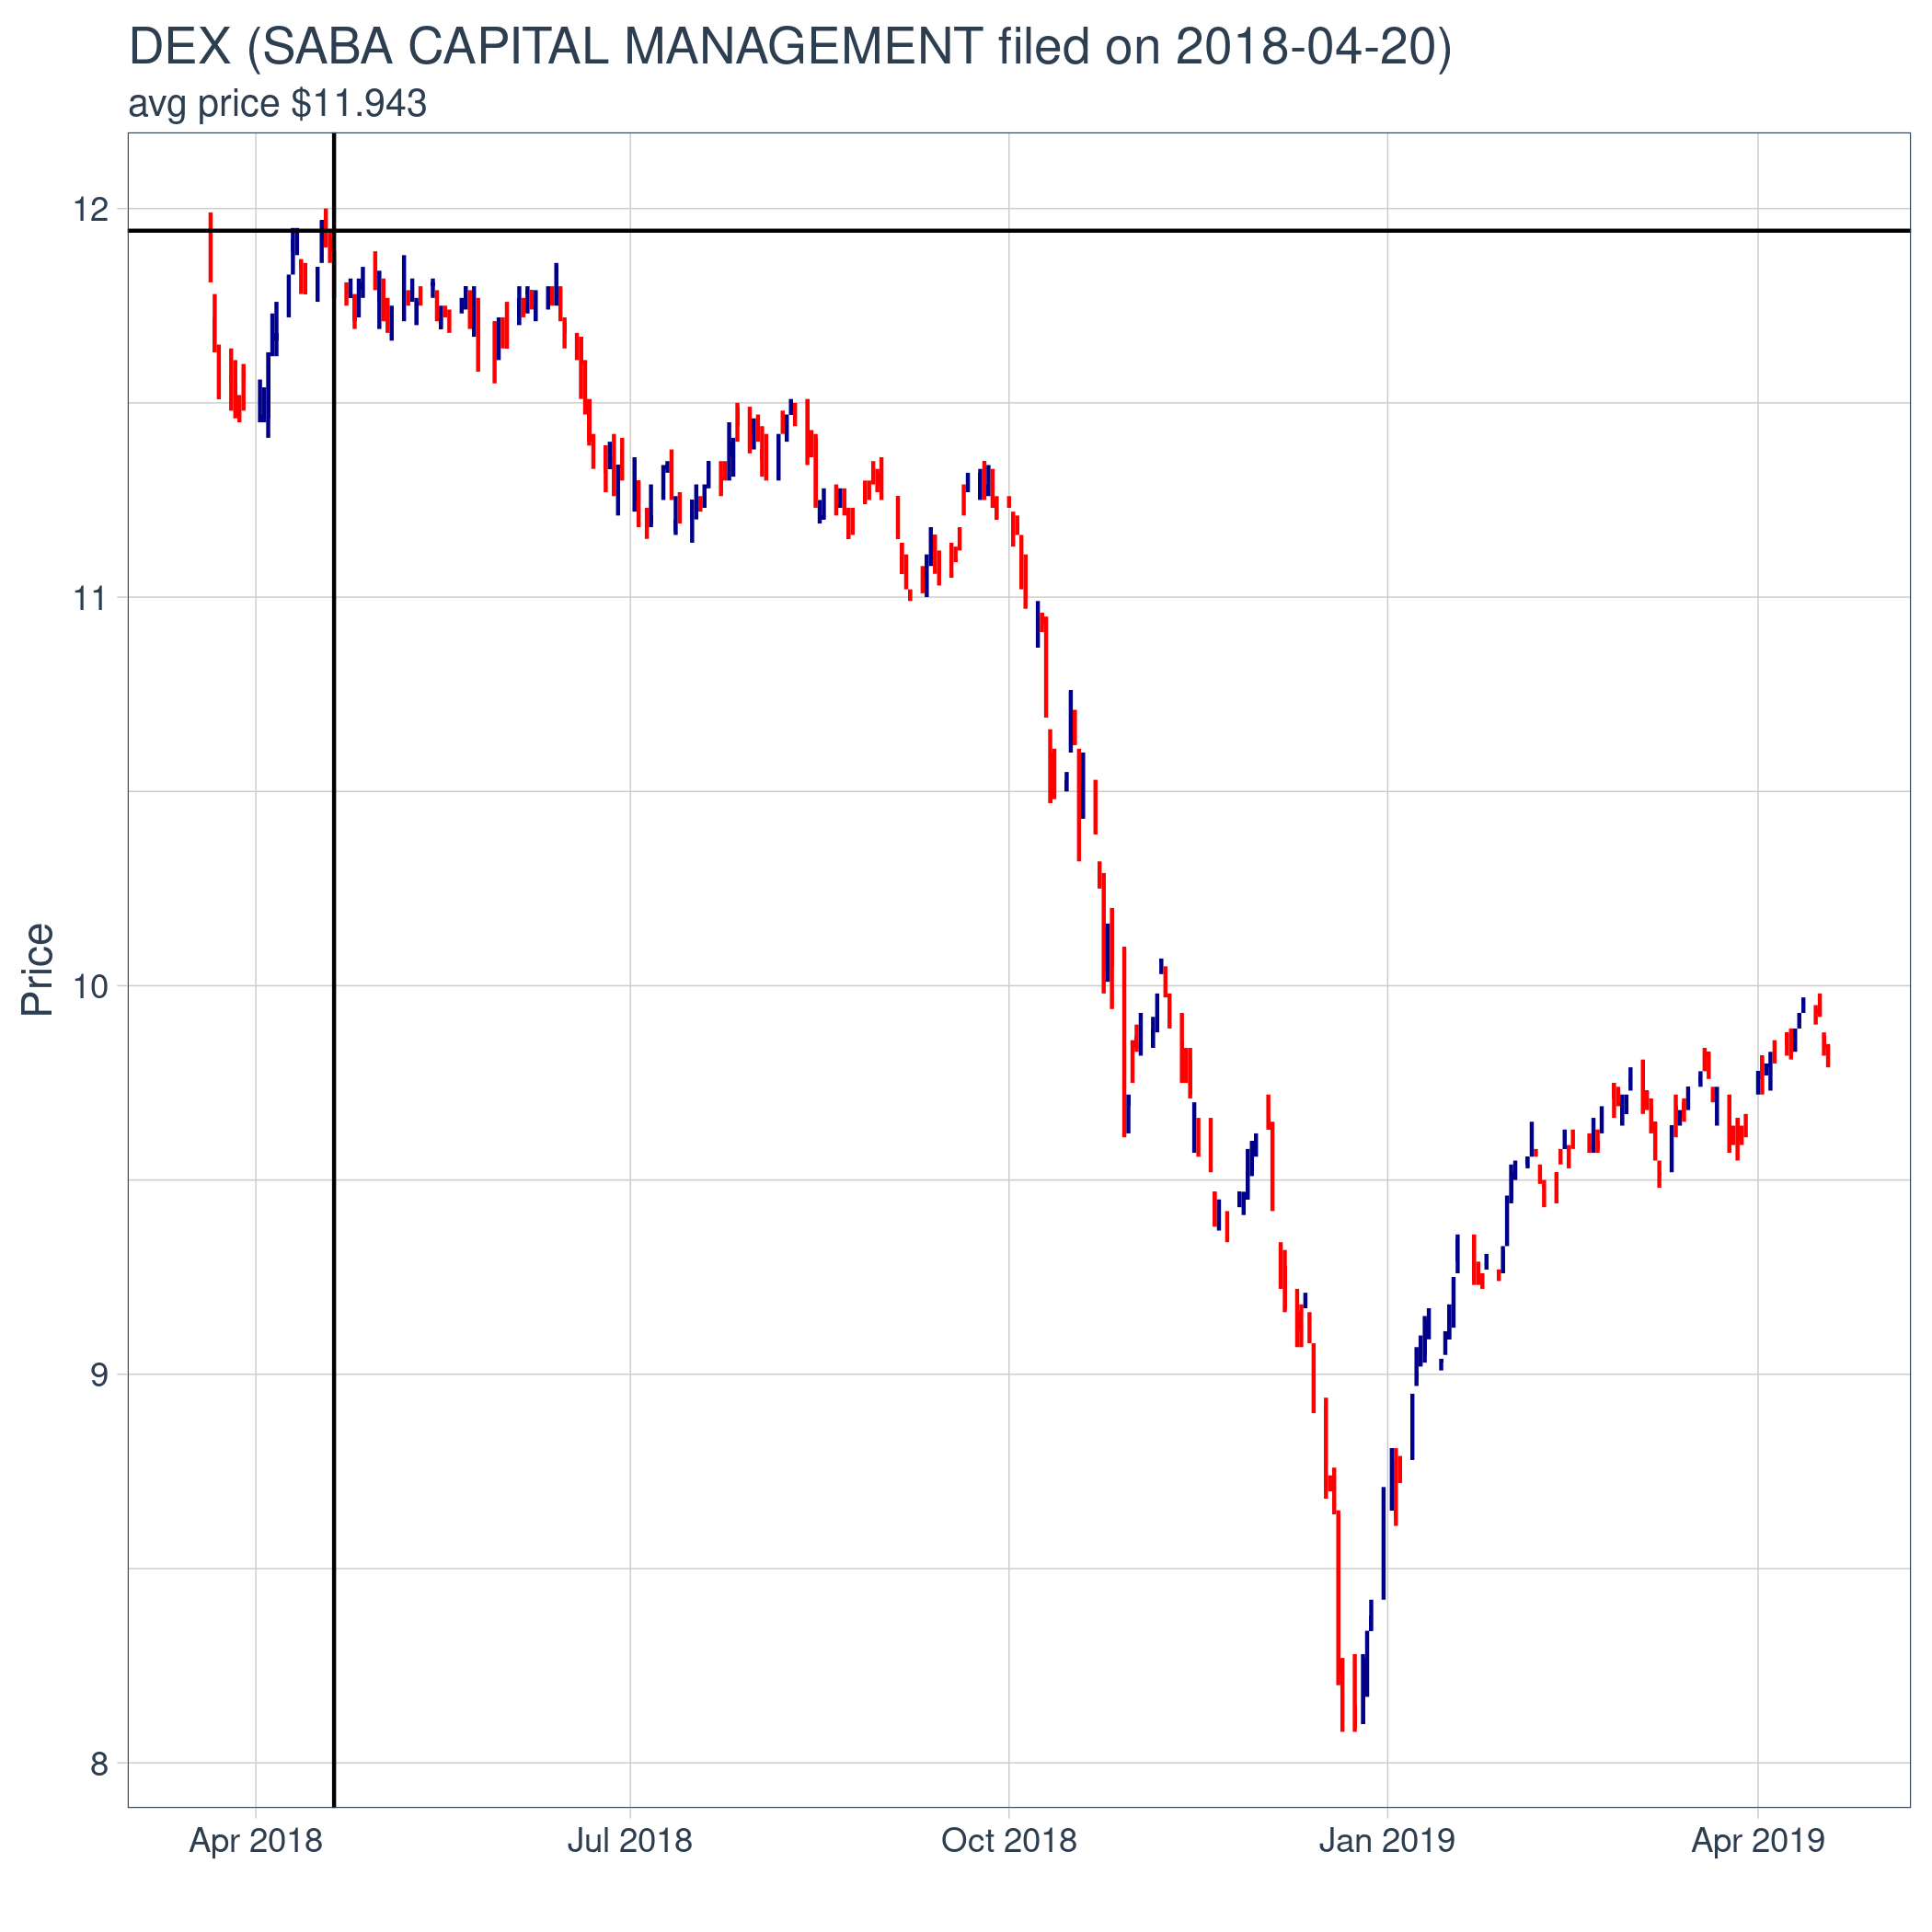 DEX (SABA CAPITAL MANAGEMENT filed on 2018-04-20)
avg price $11.943
12
11
10
9
8
Price
Apr 2018
Jul 2018
Oct 2018
Jan 2019
Apr 2019